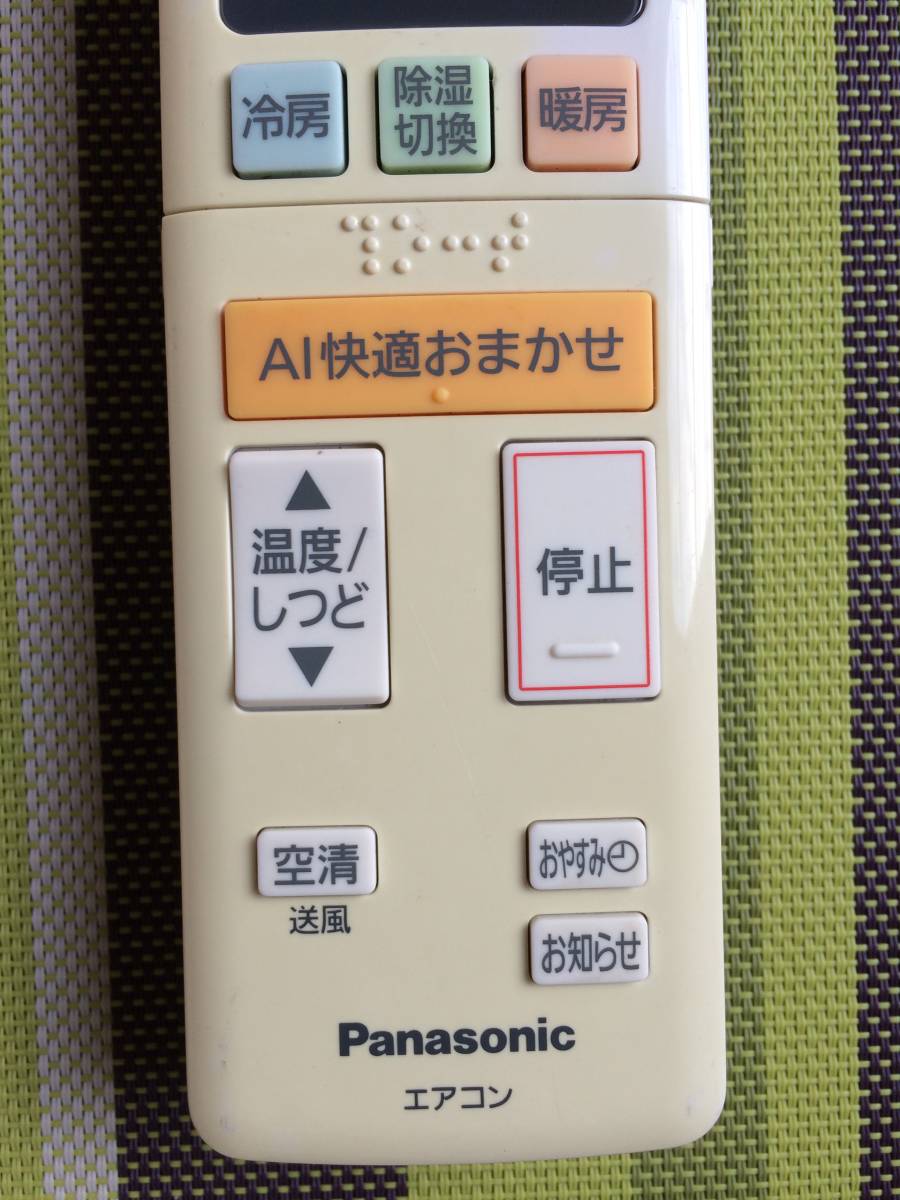 冷房
除湿
切換
暖房
AI快適おまかせ
▲
温度/
しつど
▼
停止
空清
送風
おやすみ
お知らせ
Panasonic
エアコン